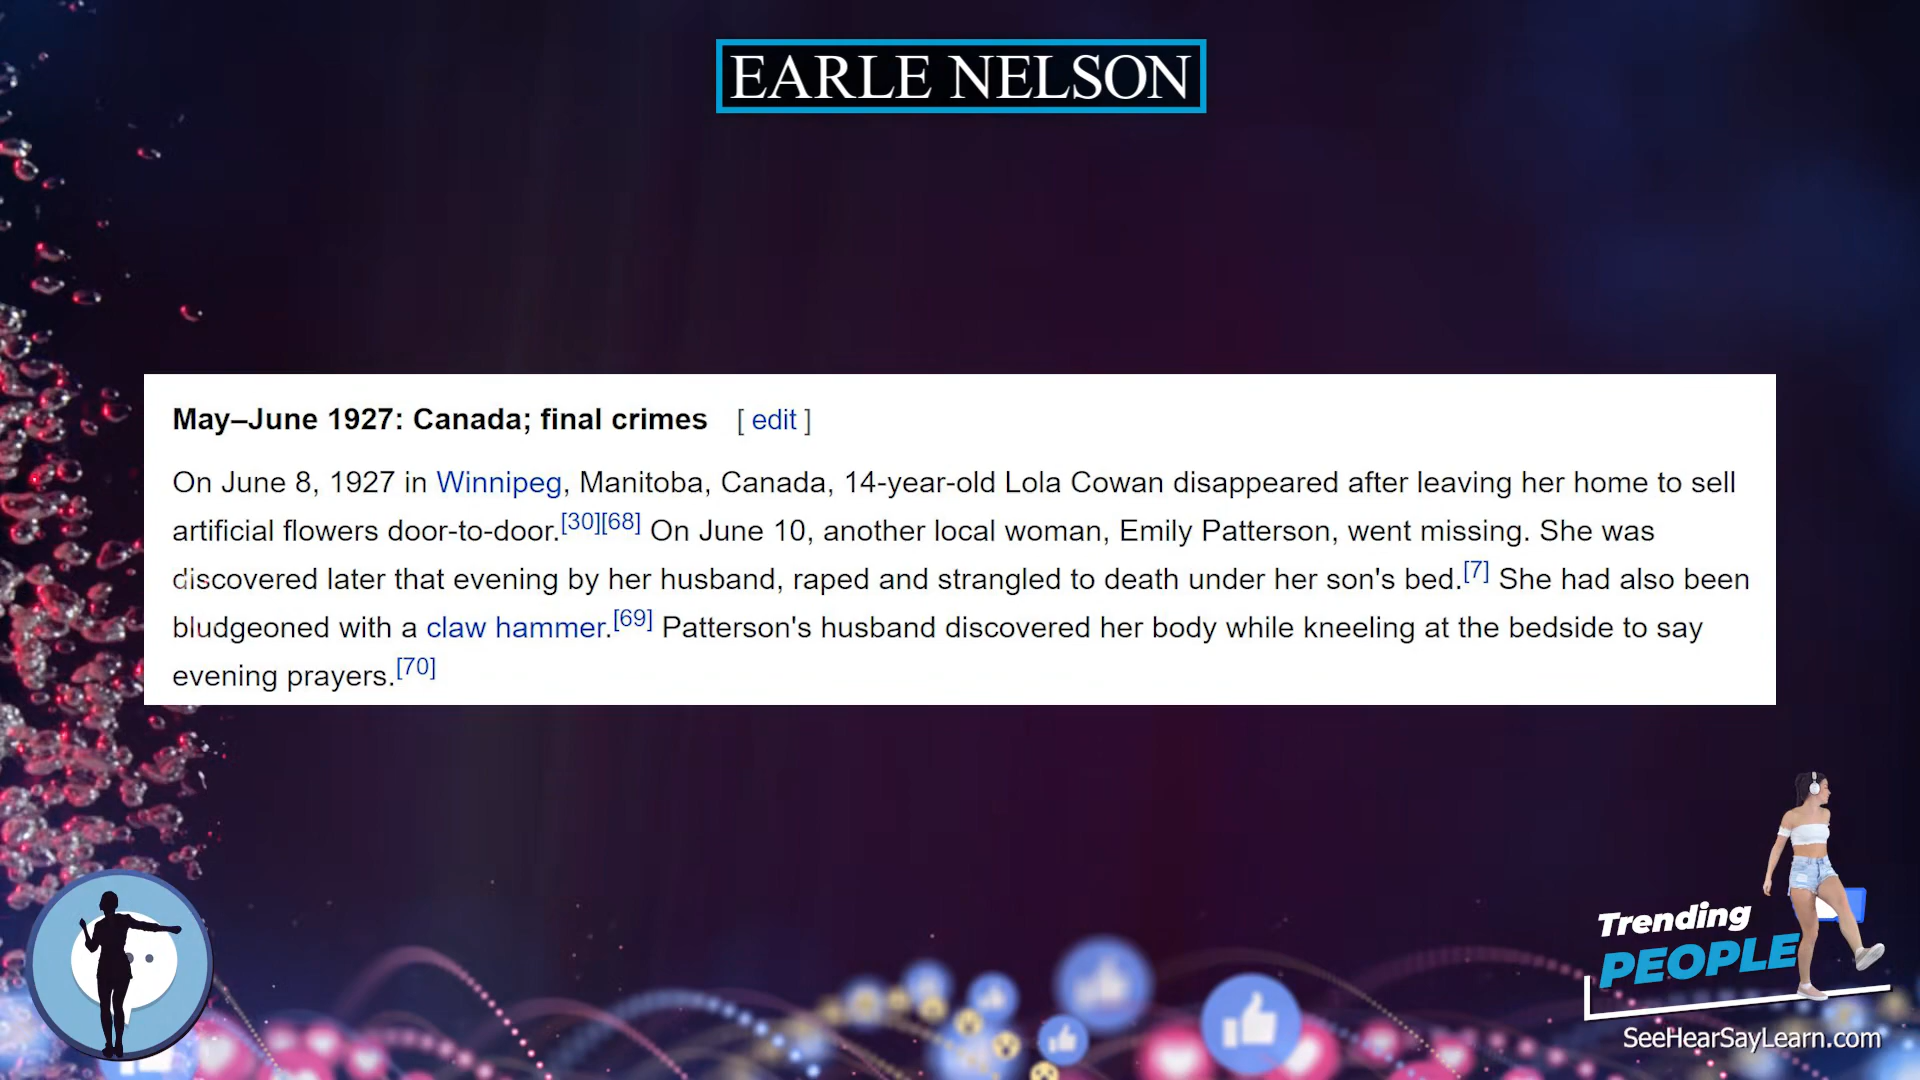 EARLE NELSON
May–June 1927: Canada; final crimes [ edit ]
On June 8, 1927 in Winnipeg, Manitoba, Canada, 14-year-old Lola Cowan disappeared after leaving her home to sell
artificial flowers door-to-door.[30][68] On June 10, another local woman, Emily Patterson, went missing. She was
discovered later that evening by her husband, raped and strangled to death under her son's bed.[7] She had also been
bludgeoned with a claw hammer.[69] Patterson's husband discovered her body while kneeling at the bedside to say
evening prayers.[70]
Trending
PEOPLE
SeeHearSayLearn.com